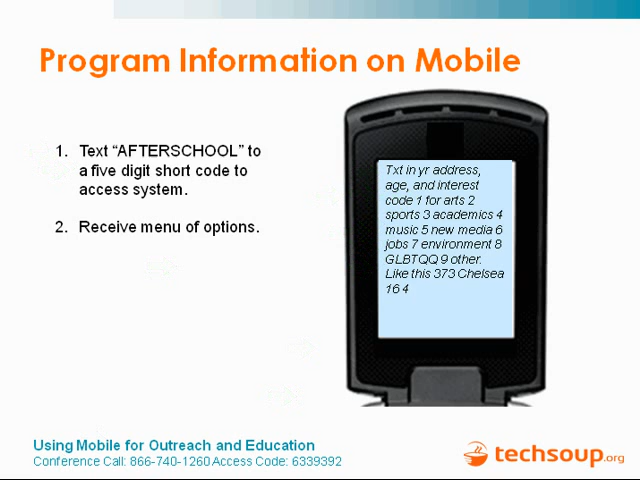 Program Information on Mobile
1. Text “AFTERSCHOOL” to
a five digit short code to
access system.
2. Receive menu of options.
Txt in yr address,
age, and interest
code 1 for arts 2
sports 3 academics 4
music 5 new media 6
jobs 7 environment 8
GLBTQQ 9 other.
Like this 373 Chelsea
16 4
Using Mobile for Outreach and Education
Conference Call: 866-740-1260 Access Code: 6339392
techsoup.org